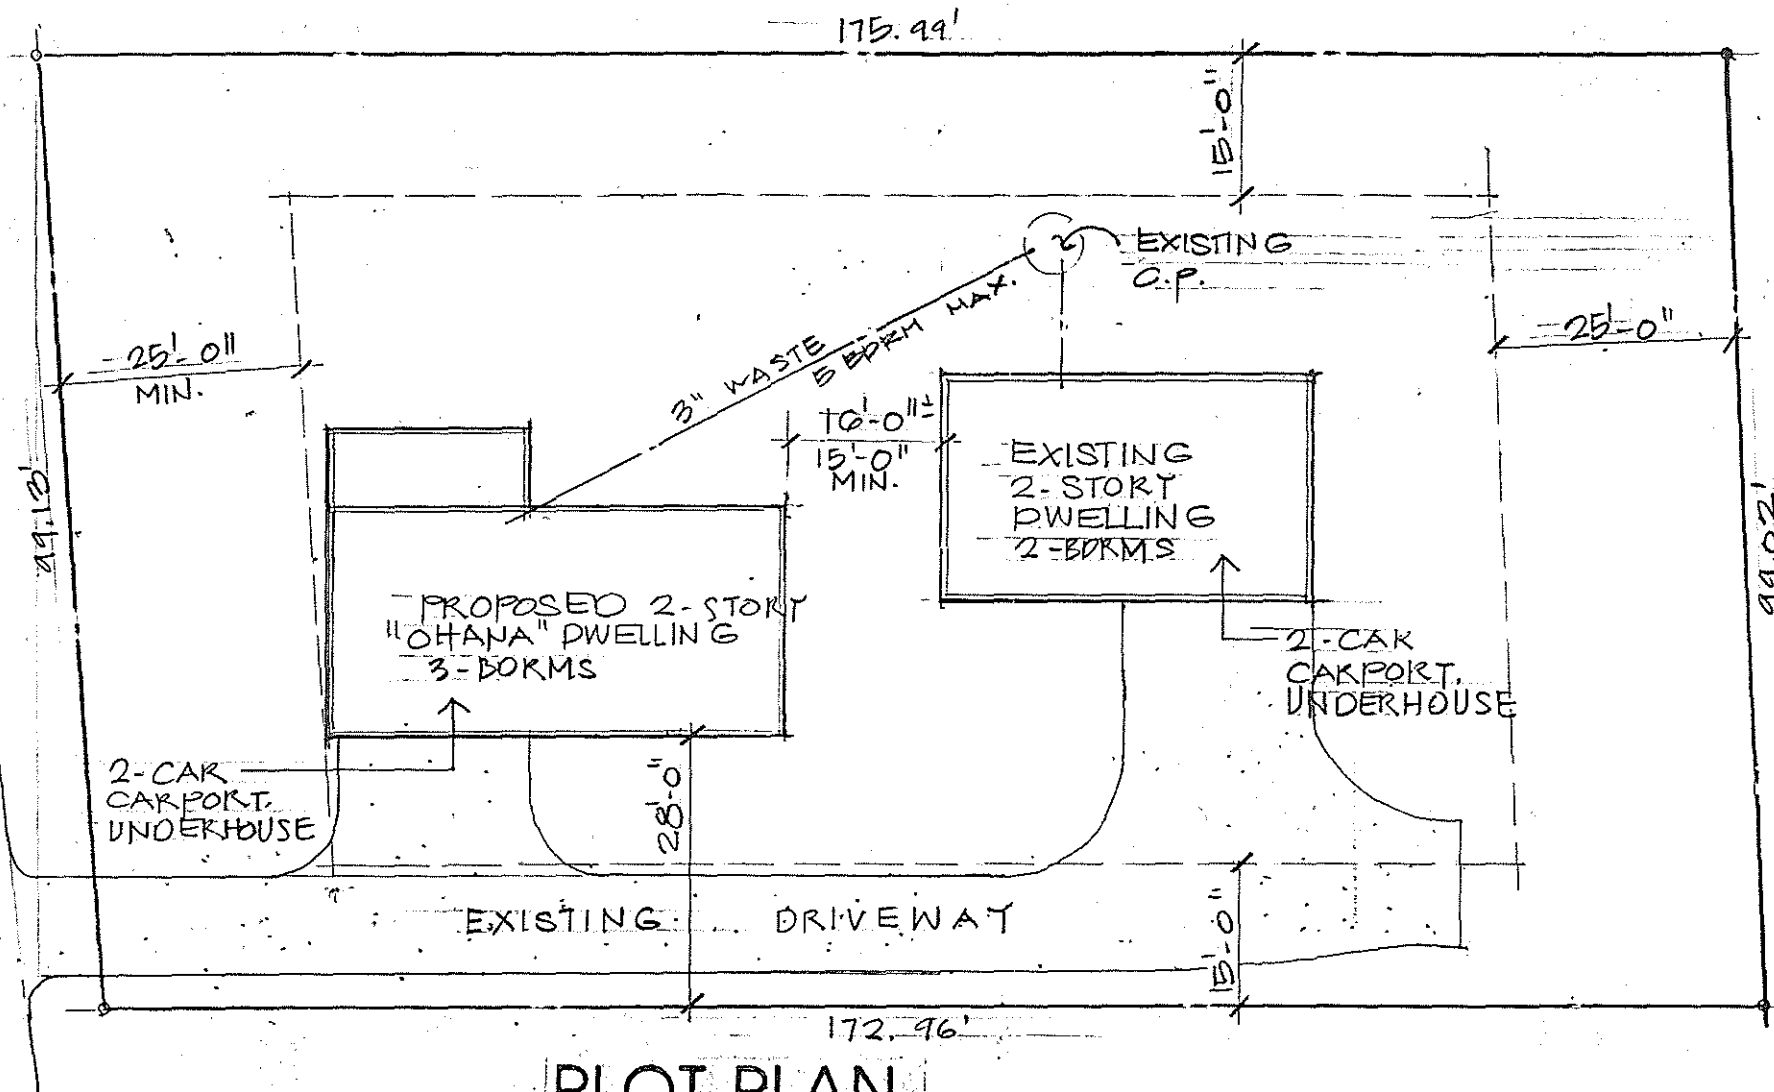 175.99'
15'-0"
EXISTING
C.P.
25'-0"
MIN.
25'-0"
3" WASTE
5 BDRM MAX.
16'-0"±
15'-0"
MIN.
EXISTING
2-STORY
DWELLING
2-BDRMS
99.13'
99.02'
PROPOSED 2-STORY
"OHANA" DWELLING
3-BDRMS
2-CAR
CARPORT.
UNDERHOUSE
2-CAR
CARPORT.
UNDERHOUSE
28'-0"
EXISTING DRIVEWAY
15'-0"
172.96'
PLOT PLAN